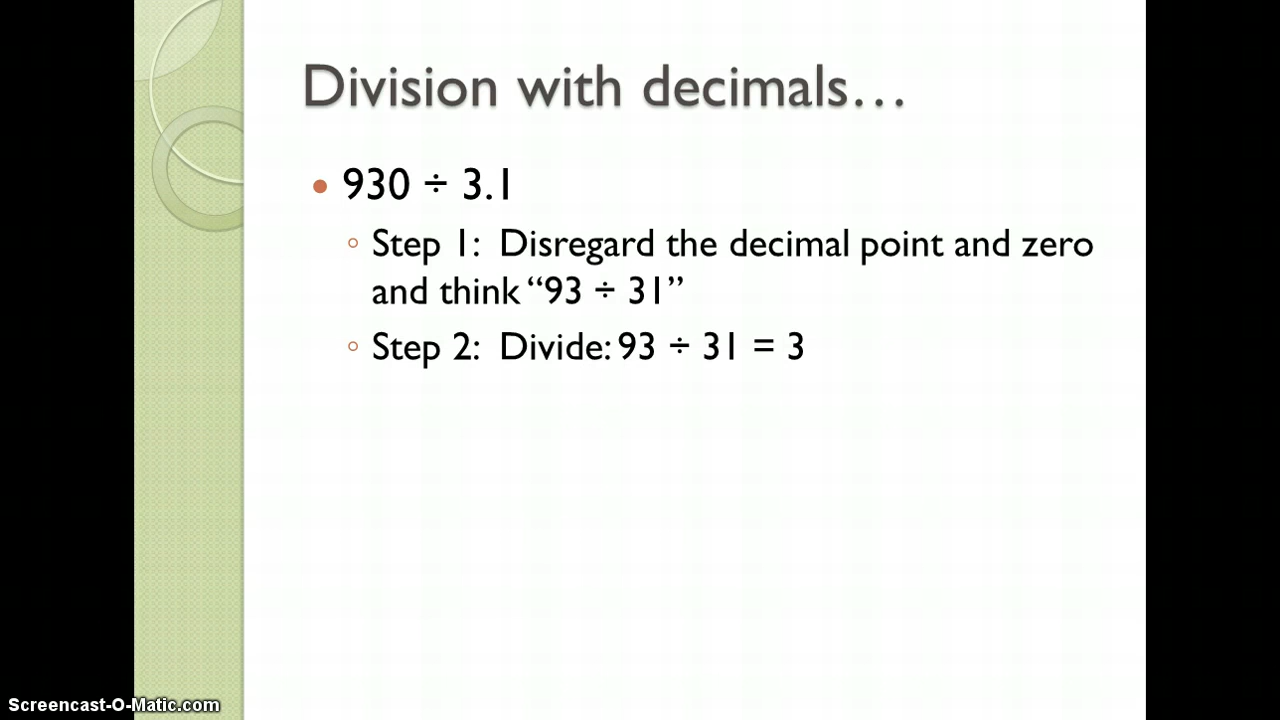 Division with decimals…
• 930 ÷ 3.1
◦ Step 1: Disregard the decimal point and zero
and think “93 ÷ 31”
◦ Step 2: Divide: 93 ÷ 31 = 3
Screencast-O-Matic.com